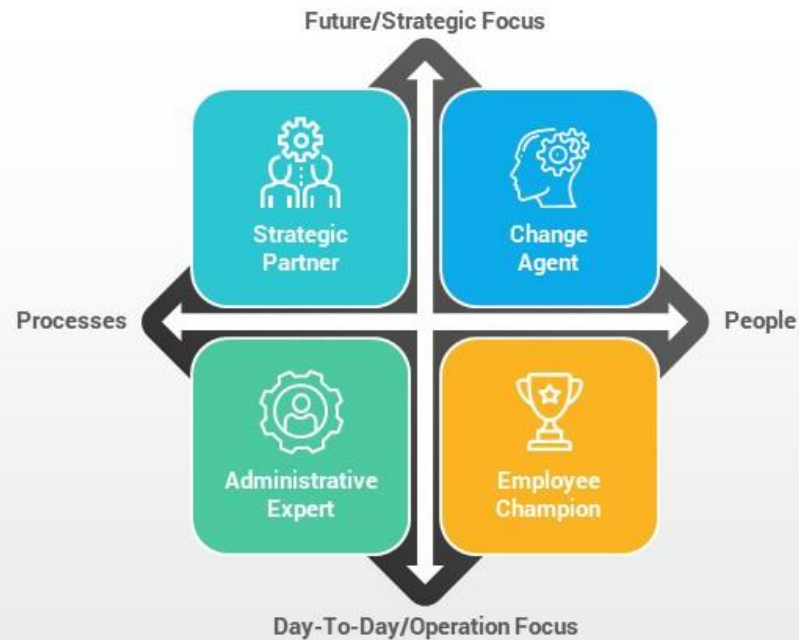 Future/Strategic Focus
Strategic
Partner
Change
Agent
Processes
People
Administrative
Expert
Employee
Champion
Day-To-Day/Operation Focus